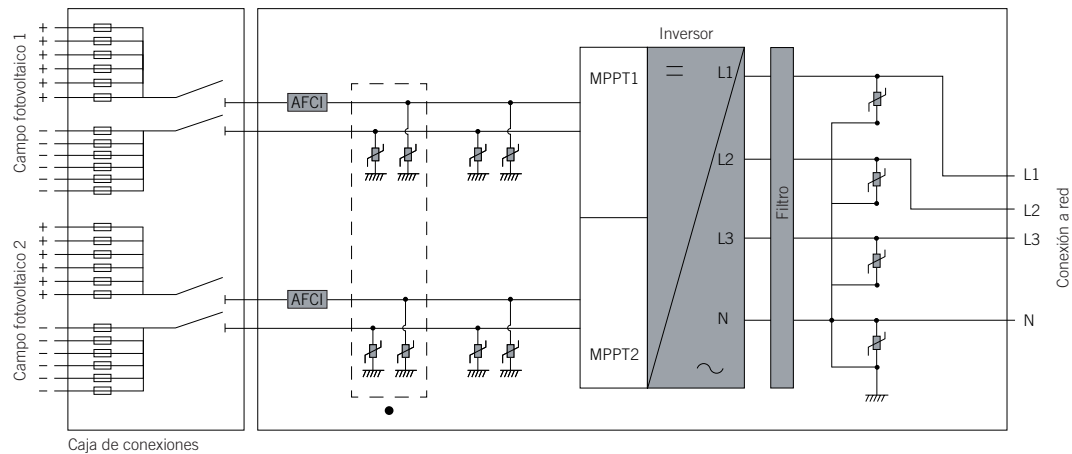 Campo fotovoltaico 1
+
+
+
+
+
+
−
−
−
−
−
−
Campo fotovoltaico 2
+
+
+
+
+
+
−
−
−
−
−
−
Caja de conexiones
AFCI
AFCI
Inversor
MPPT1
MPPT2
L1
L2
L3
N
Filtro
L1
L2
L3
N
Conexión a red